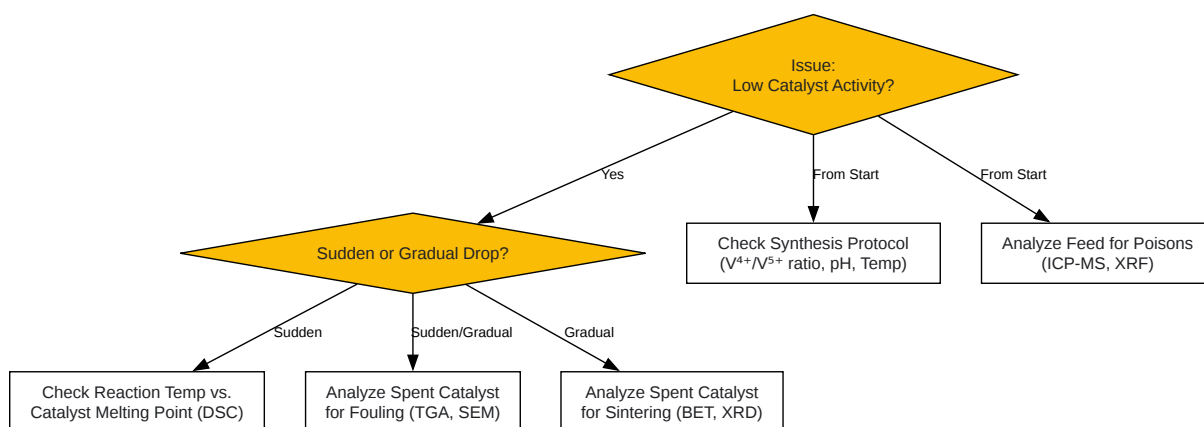 Issue:
Low Catalyst Activity?
Yes
From Start
From Start
Sudden or Gradual Drop?
Check Synthesis Protocol
(V⁴⁺/V⁵⁺ ratio, pH, Temp)
Analyze Feed for Poisons
(ICP-MS, XRF)
Sudden
Sudden/Gradual
Gradual
Check Reaction Temp vs.
Catalyst Melting Point (DSC)
Analyze Spent Catalyst
for Fouling (TGA, SEM)
Analyze Spent Catalyst
for Sintering (BET, XRD)